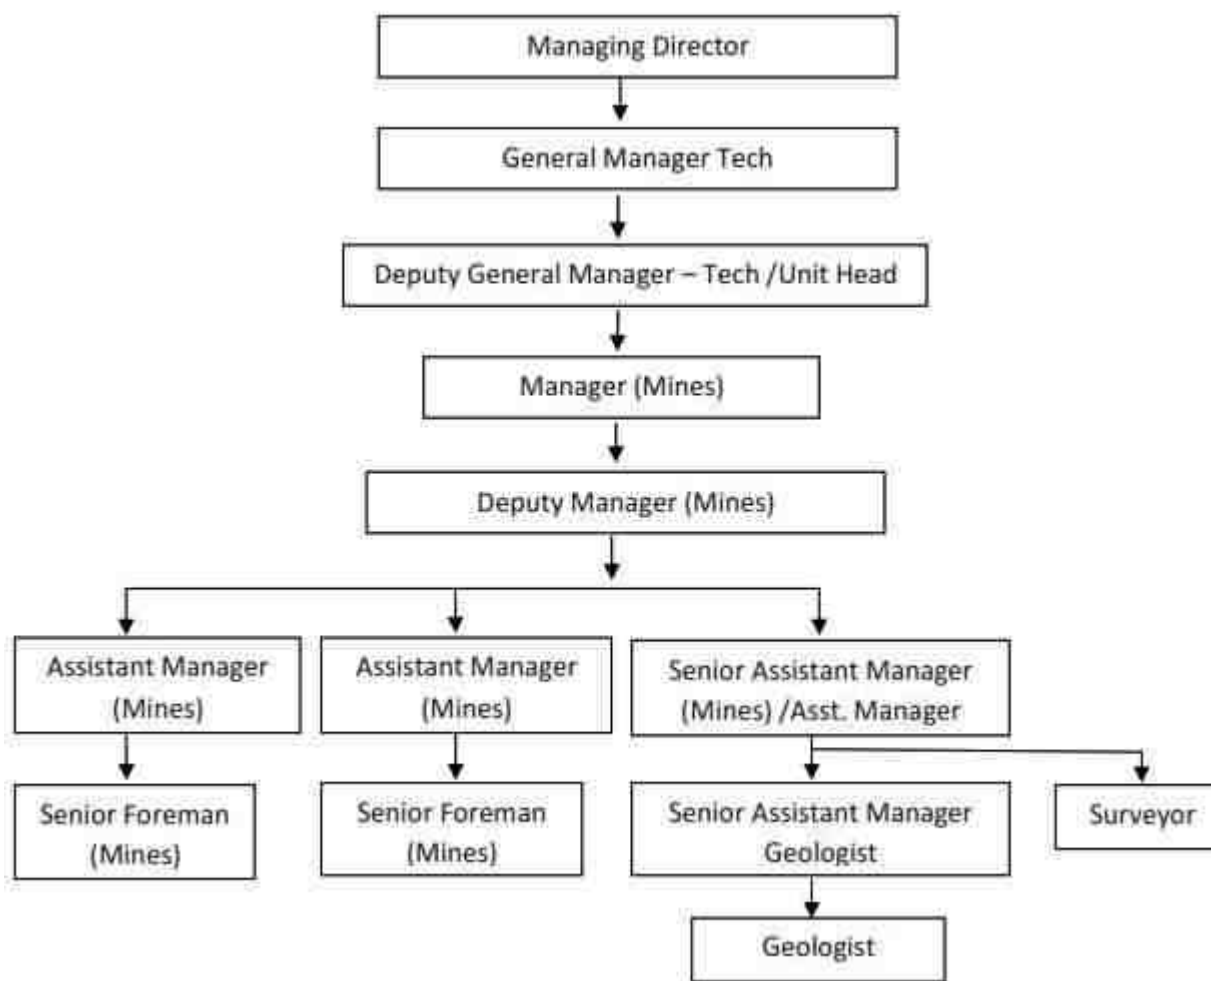 Managing Director
General Manager Tech
Deputy General Manager – Tech /Unit Head
Manager (Mines)
Deputy Manager (Mines)
Assistant Manager
(Mines)
Assistant Manager
(Mines)
Senior Assistant Manager
(Mines) /Asst. Manager
Senior Foreman
(Mines)
Senior Foreman
(Mines)
Senior Assistant Manager
Geologist
Surveyor
Geologist